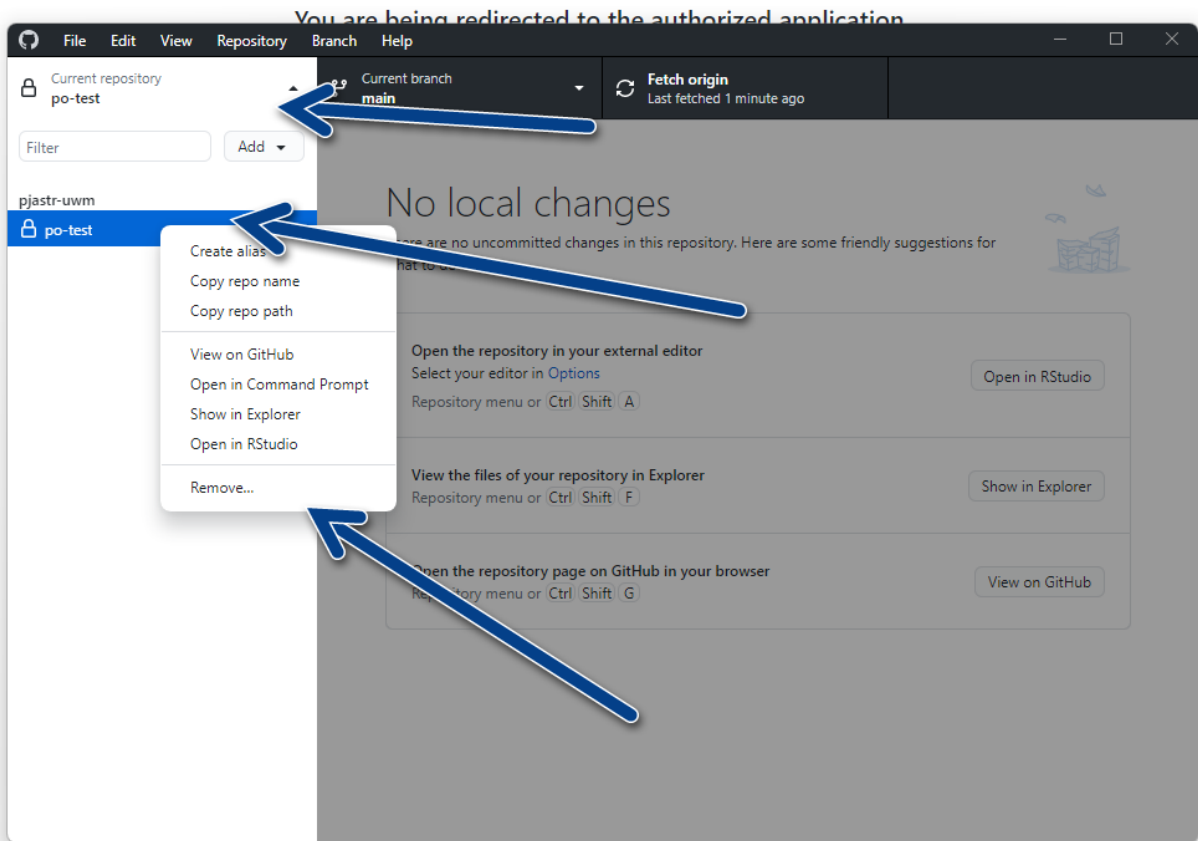 You are being redirected to the authorized application
File Edit View Repository Branch Help
Current repository
po-test
Current branch
main
Fetch origin
Last fetched 1 minute ago
Filter
Add
pjastr-uwm
po-test
Create alias
Copy repo name
Copy repo path
View on GitHub
Open in Command Prompt
Show in Explorer
Open in RStudio
Remove...
No local changes
are are no uncommitted changes in this repository. Here are some friendly suggestions for
hat to
Open the repository in your external editor
Select your editor in Options
Repository menu or Ctrl Shift A
Open in RStudio
View the files of your repository in Explorer
Repository menu or Ctrl Shift F
Show in Explorer
Open the repository page on GitHub in your browser
Repository menu or Ctrl Shift G
View on GitHub